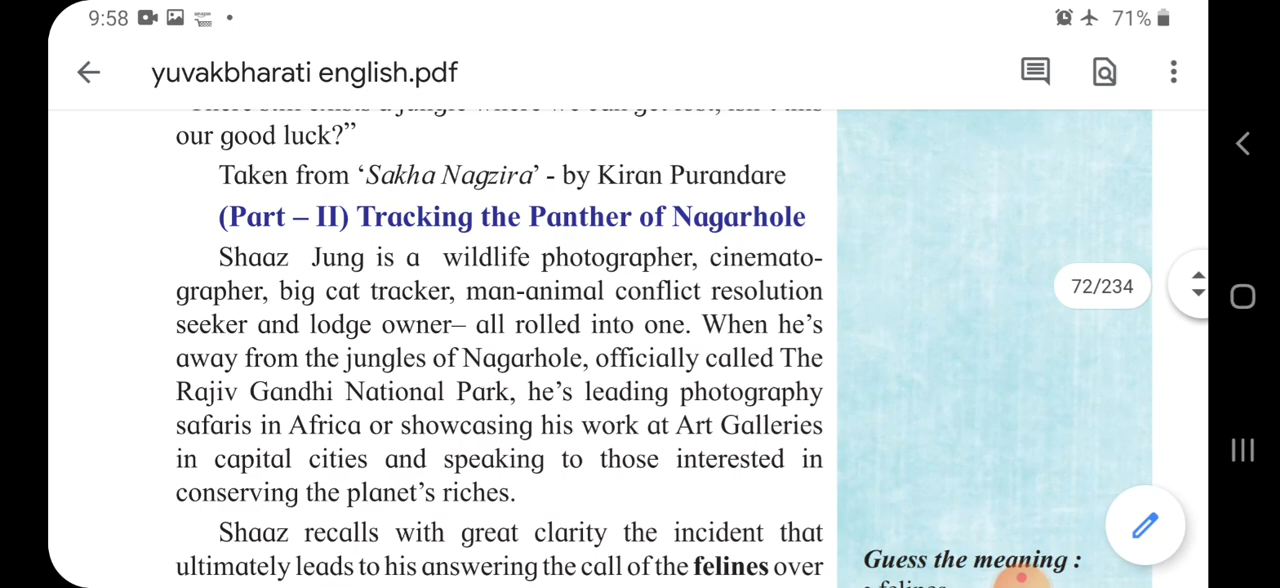 9:58
71%
yuvakbharati english.pdf
our good luck?”
Taken from ‘Sakha Nagzira’ - by Kiran Purandare
(Part – II) Tracking the Panther of Nagarhole
Shaaz Jung is a wildlife photographer, cinemato-
grapher, big cat tracker, man-animal conflict resolution
seeker and lodge owner– all rolled into one. When he’s
away from the jungles of Nagarhole, officially called The
Rajiv Gandhi National Park, he’s leading photography
safaris in Africa or showcasing his work at Art Galleries
in capital cities and speaking to those interested in
conserving the planet’s riches.
Shaaz recalls with great clarity the incident that
ultimately leads to his answering the call of the felines over
72/234
Guess the meaning :
• felines